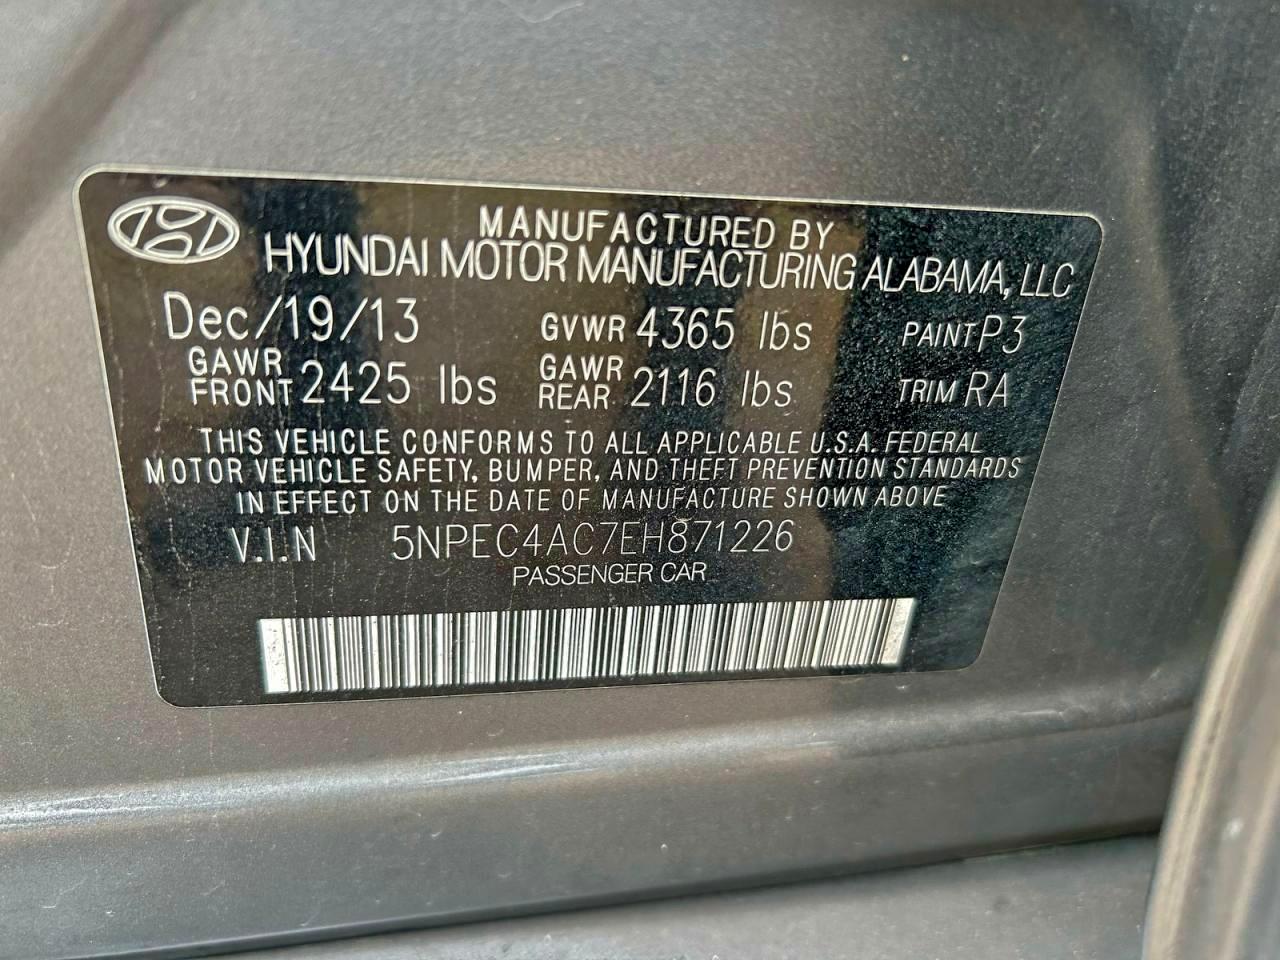 MANUFACTURED BY
HYUNDAI MOTOR MANUFACTURING ALABAMA, LLC
Dec/19/13 GVWR 4365 lbs PAINT P3
GAWR FRONT 2425 lbs GAWR REAR 2116 lbs TRIM RA
THIS VEHICLE CONFORMS TO ALL APPLICABLE U.S.A. FEDERAL
MOTOR VEHICLE SAFETY, BUMPER, AND THEFT PREVENTION STANDARDS
IN EFFECT ON THE DATE OF MANUFACTURE SHOWN ABOVE
V.I.N 5NPEC4AC7EH871226
PASSENGER CAR